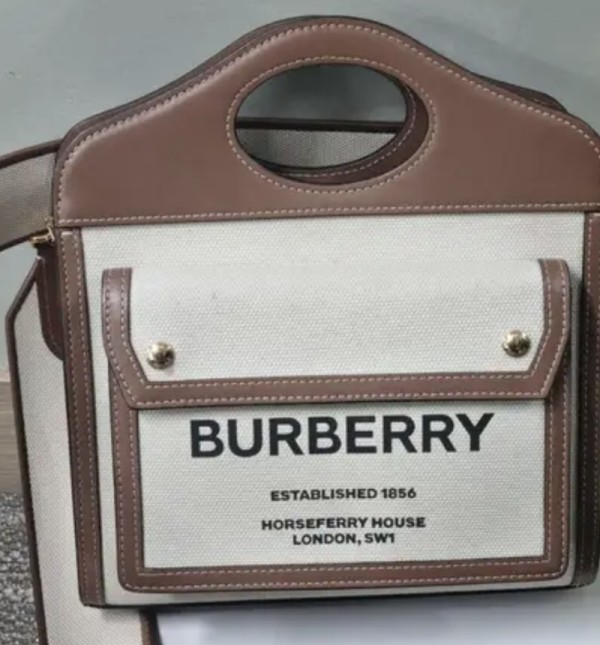 BURBERRY
ESTABLISHED 1856
HORSEFERRY HOUSE
LONDON, SW1